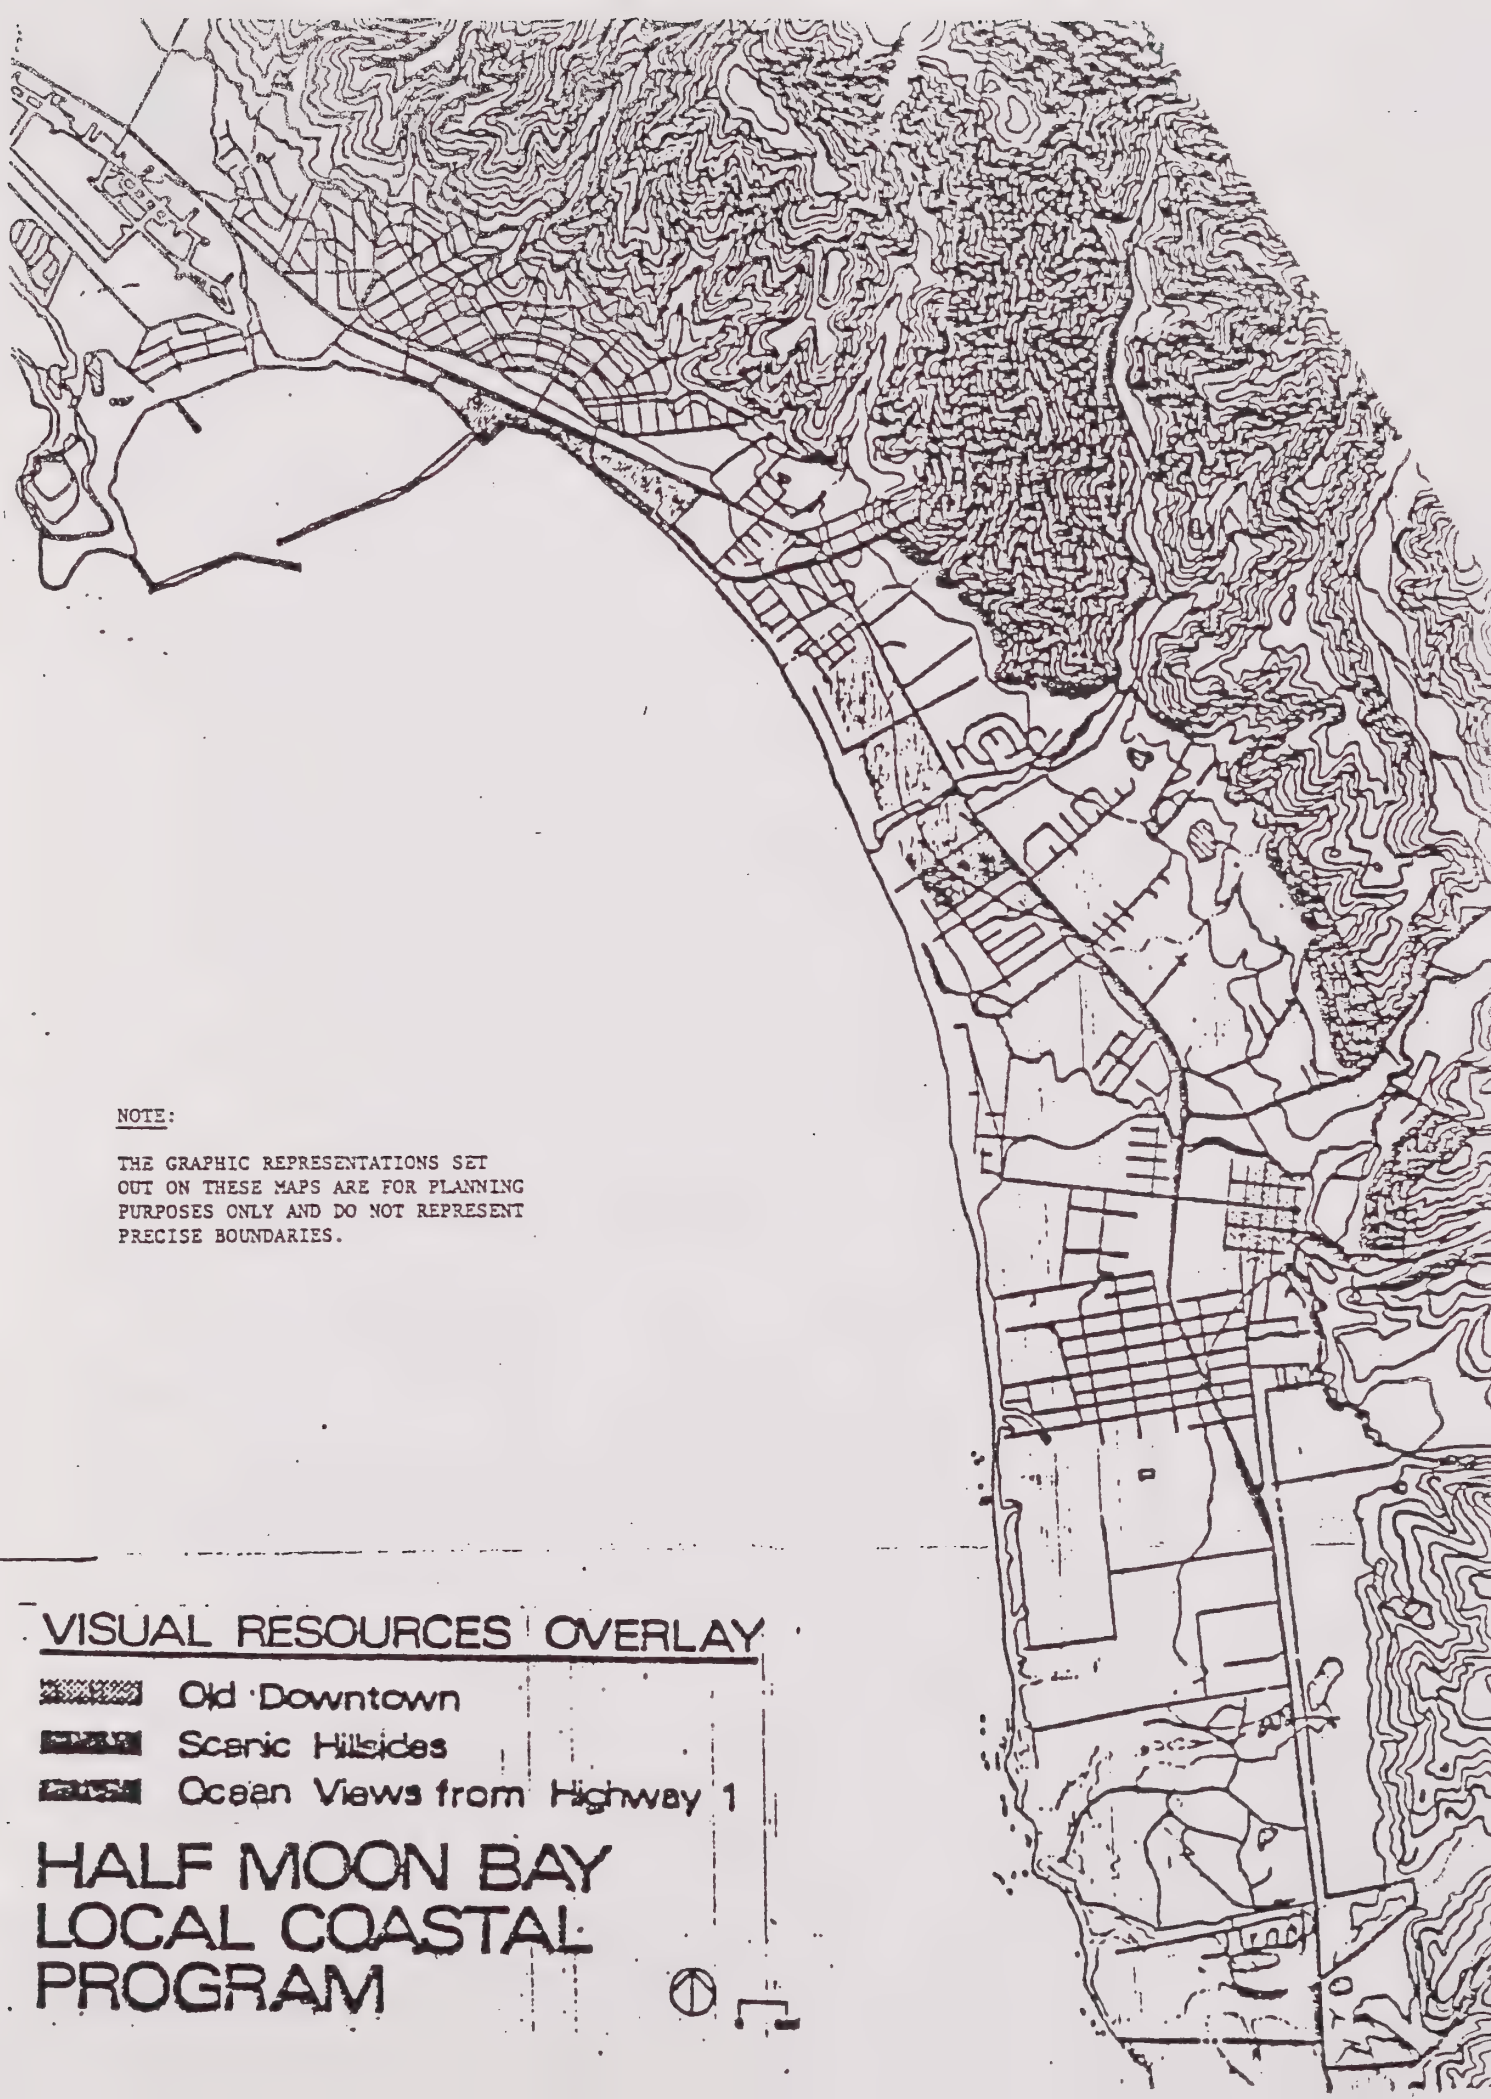 NOTE:
THE GRAPHIC REPRESENTATIONS SET
OUT ON THESE MAPS ARE FOR PLANNING
PURPOSES ONLY AND DO NOT REPRESENT
PRECISE BOUNDARIES.
VISUAL RESOURCES OVERLAY
Old Downtown
Scenic Hillsides
Ocean Views from Highway 1
HALF MOON BAY
LOCAL COASTAL
PROGRAM